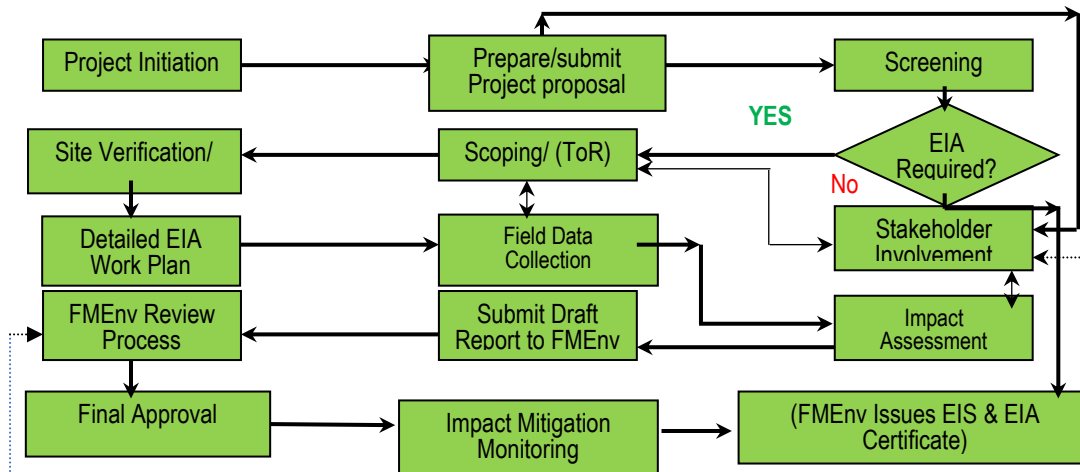 Project Initiation
Prepare/submit
Project proposal
Screening
YES
EIA
Required?
No
Site Verification/
Scoping/ (ToR)
Detailed EIA
Work Plan
Field Data
Collection
Stakeholder
Involvement
FMEnv Review
Process
Submit Draft
Report to FMEnv
Impact
Assessment
Final Approval
Impact Mitigation
Monitoring
(FMEnv Issues EIS & EIA
Certificate)